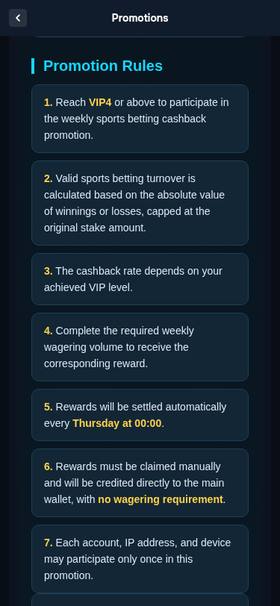 Promotions
Promotion Rules
1. Reach VIP4 or above to participate in
the weekly sports betting cashback
promotion.
2. Valid sports betting turnover is
calculated based on the absolute value
of winnings or losses, capped at the
original stake amount.
3. The cashback rate depends on your
achieved VIP level.
4. Complete the required weekly
wagering volume to receive the
corresponding reward.
5. Rewards will be settled automatically
every Thursday at 00:00.
6. Rewards must be claimed manually
and will be credited directly to the main
wallet, with no wagering requirement.
7. Each account, IP address, and device
may participate only once in this
promotion.